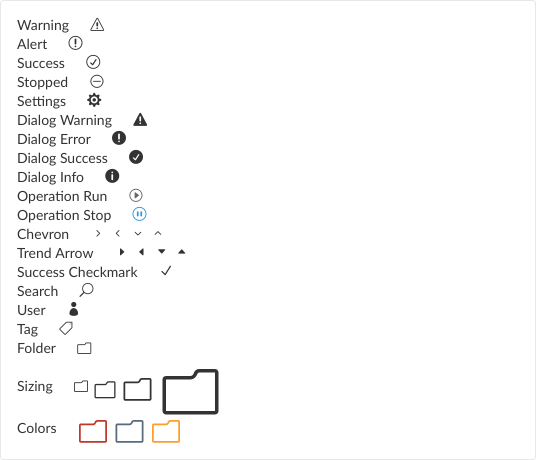 Warning
Alert
Success
Stopped
Settings
Dialog Warning
Dialog Error
Dialog Success
Dialog Info
Operation Run
Operation Stop
Chevron
Trend Arrow
Success Checkmark
Search
User
Tag
Folder
Sizing
Colors